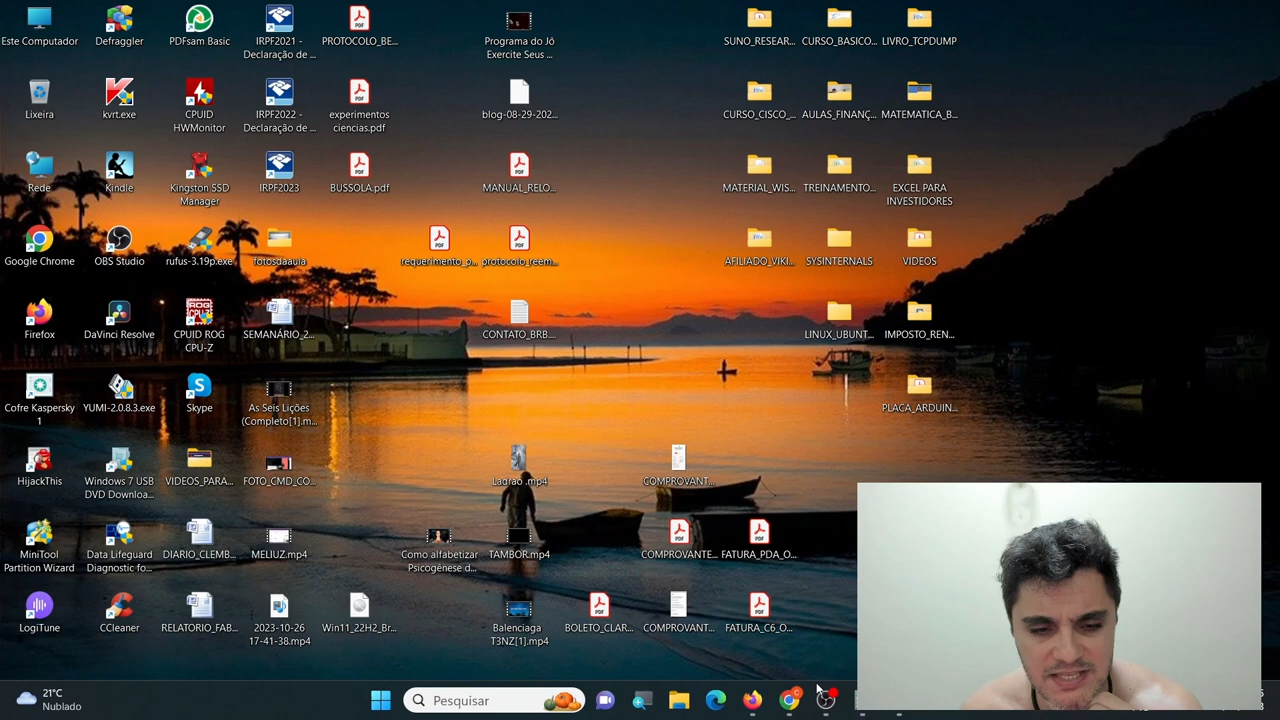 Este Computador
Defraggler
PDFsam Basic
IRPF2021 -
Declaração de ...
PROTOCOLO_BE...
Programa do Jô
Exercite Seus ...
SUNO_RESEAR...
CURSO_BASICO...
LIVRO_TCPDUMP
Lixeira
kvrt.exe
CPUID
HWMonitor
IRPF2022 -
Declaração de ...
experimentos
ciencias.pdf
blog-08-29-202...
CURSO_CISCO_...
AULAS_FINANÇ...
MATEMATICA_B...
Rede
Kindle
Kingston SSD
Manager
IRPF2023
BUSSOLA.pdf
MANUAL_RELO...
MATERIAL_WIS...
TREINAMENTO...
EXCEL PARA
INVESTIDORES
Google Chrome
OBS Studio
rufus-3.19p.exe
fotosdaaula
requerimento_p...
protocolo_reem...
AFILIADO_VIKI...
SYSINTERNALS
VIDEOS
Firefox
DaVinci Resolve
CPUID ROG
CPU-Z
SEMANÁRIO_2...
CONTATO_BRB....
LINUX_UBUNT...
IMPOSTO_REN...
Cofre Kaspersky
1
YUMI-2.0.8.3.exe
Skype
As Seis Lições
(Completo[1].m...
PLACA_ARDUIN...
HijackThis
Windows 7 USB
DVD Downloa...
VIDEOS_PARA...
FOTO_CMD_CO...
Ladrao .mp4
COMPROVANT...
MiniTool
Partition Wizard
Data Lifeguard
Diagnostic fo...
DIARIO_CLEMB...
MELIUZ.mp4
Como alfabetizar
Psicogênese d...
TAMBOR.mp4
COMPROVANTE...
FATURA_PDA_O...
LogiTune
CCleaner
RELATORIO_FAB...
2023-10-26
17-41-38.mp4
Win11_22H2_Br...
Balenciaga
T3NZ[1].mp4
BOLETO_CLAR...
COMPROVANT...
FATURA_C6_O...
21°C
Nublado
Pesquisar